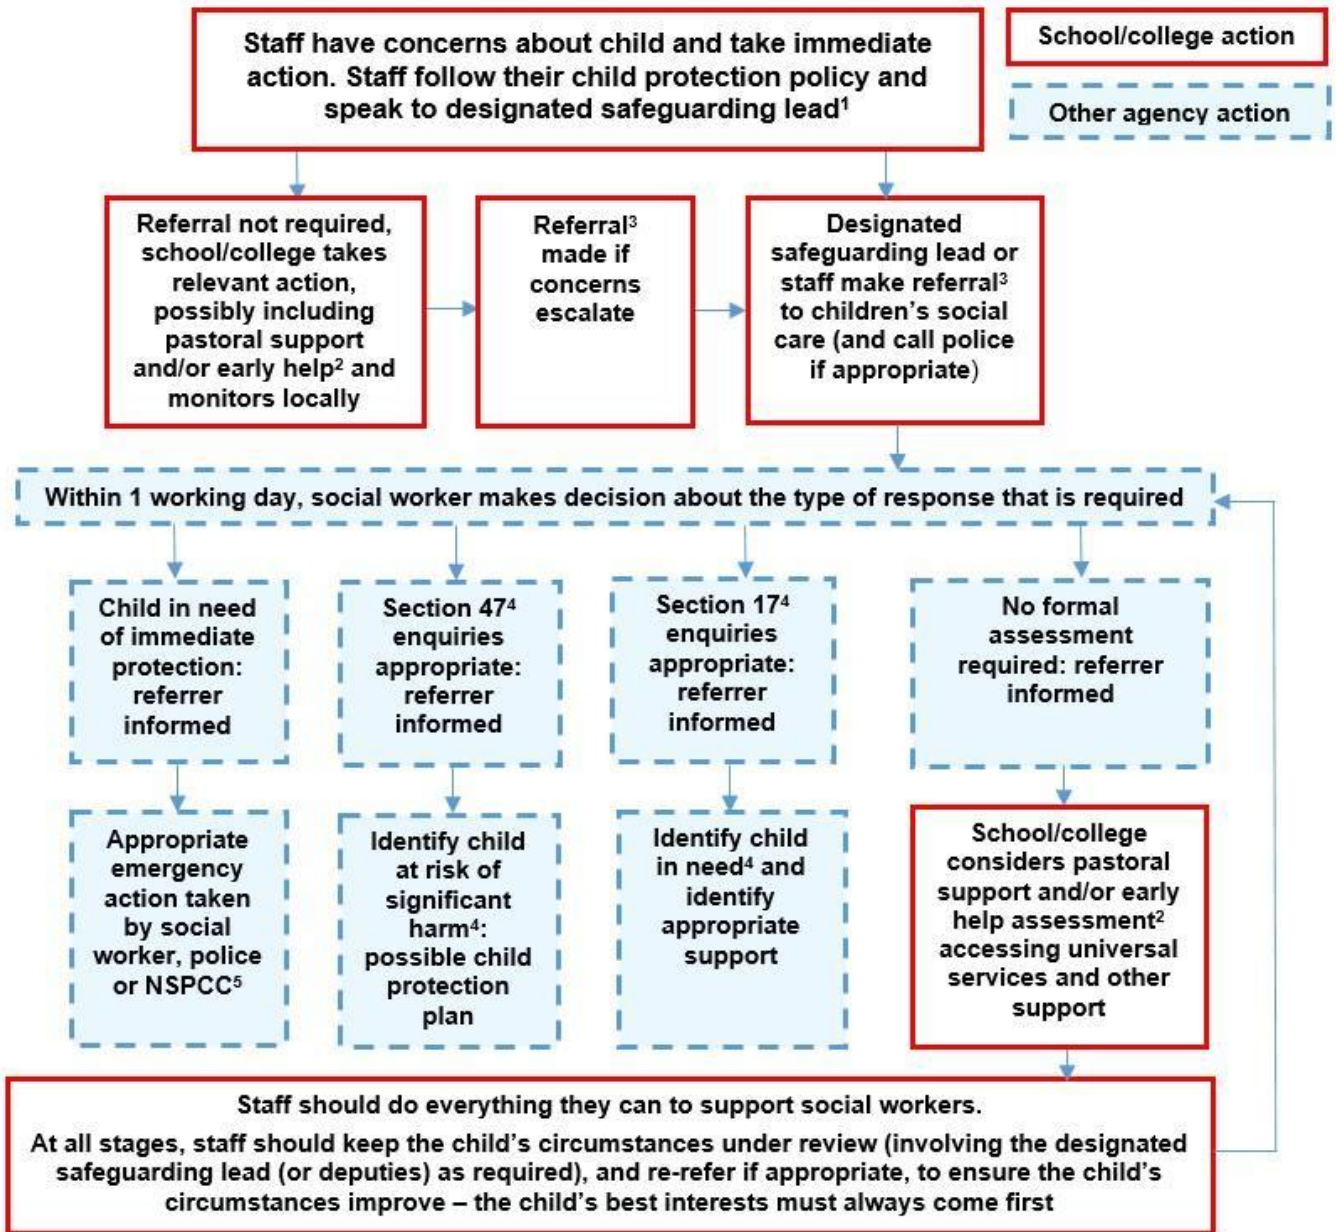 Staff have concerns about child and take immediate
action. Staff follow their child protection policy and
speak to designated safeguarding lead¹
School/college action
Other agency action
Referral not required,
school/college takes
relevant action,
possibly including
pastoral support
and/or early help² and
monitors locally
Referral³
made if
concerns
escalate
Designated
safeguarding lead or
staff make referral³
to children’s social
care (and call police
if appropriate)
Within 1 working day, social worker makes decision about the type of response that is required
Child in need
of immediate
protection:
referrer
informed
Section 47⁴
enquiries
appropriate:
referrer
informed
Section 17⁴
enquiries
appropriate:
referrer
informed
No formal
assessment
required: referrer
informed
Appropriate
emergency
action taken
by social
worker, police
or NSPCC⁵
Identify child
at risk of
significant
harm⁴:
possible child
protection
plan
Identify child
in need⁴ and
identify
appropriate
support
School/college
considers pastoral
support and/or early
help assessment²
accessing universal
services and other
support
Staff should do everything they can to support social workers.
At all stages, staff should keep the child’s circumstances under review (involving the designated
safeguarding lead (or deputies) as required), and re-refer if appropriate, to ensure the child’s
circumstances improve – the child’s best interests must always come first